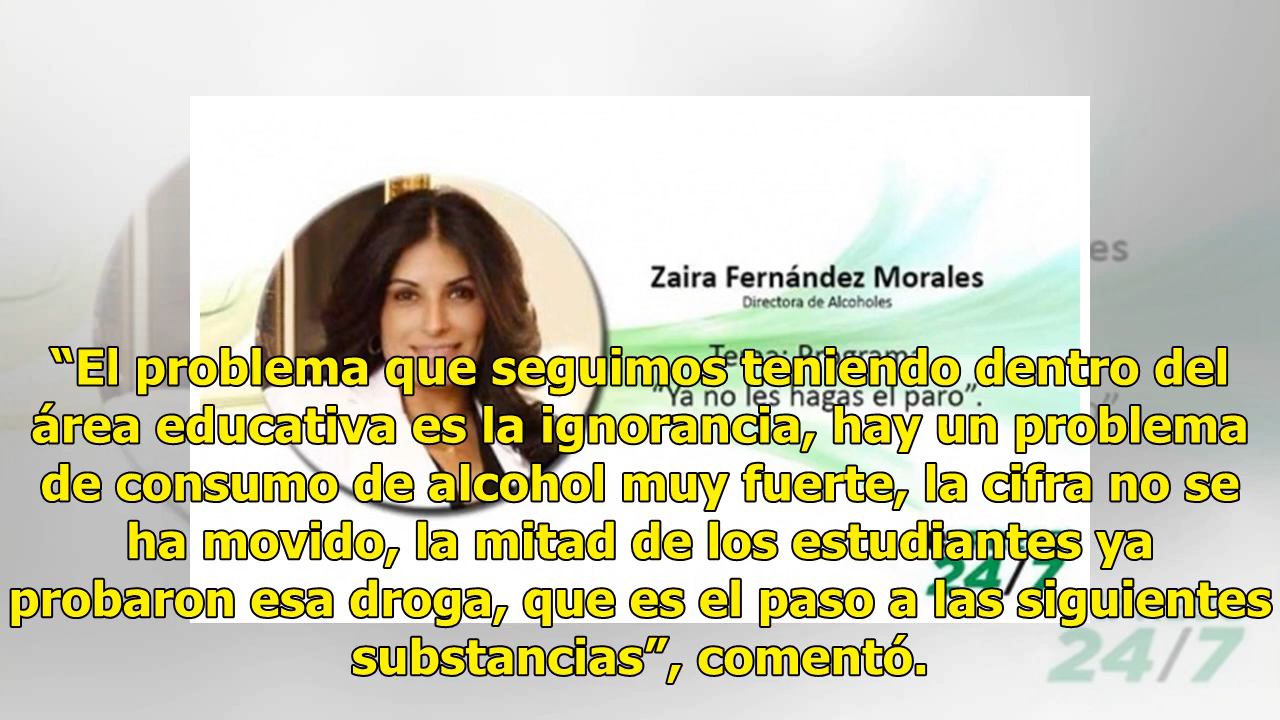 Zaira Fernández Morales
Directora de Alcoholes
Tema: Programa
“Ya no les hagas el paro”.
“El problema que seguimos teniendo dentro del
área educativa es la ignorancia, hay un problema
de consumo de alcohol muy fuerte, la cifra no se
ha movido, la mitad de los estudiantes ya
probaron esa droga, que es el paso a las siguientes
substancias”, comentó.
24/7
es
”
24/7